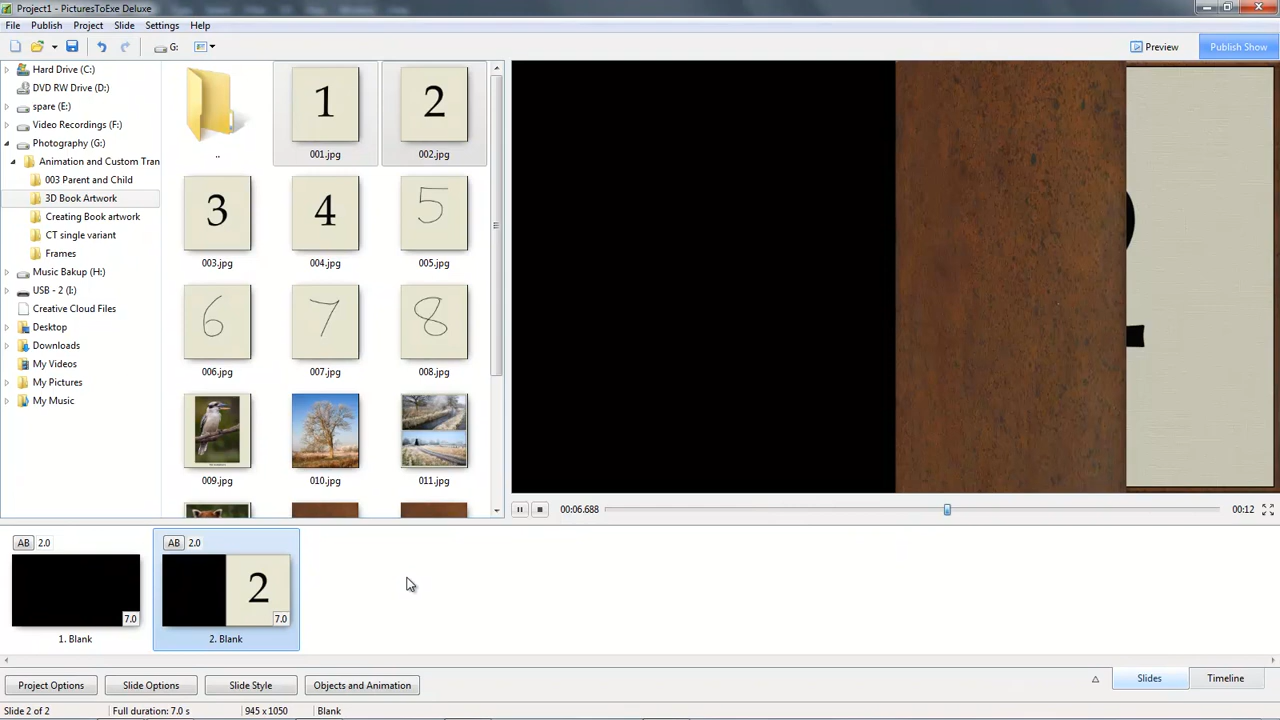 Project1 - PicturesToExe Deluxe
File Publish Project Slide Settings Help
G: Preview Publish Show
Hard Drive (C:)
DVD RW Drive (D:)
spare (E:)
Video Recordings (F:)
Photography (G:)
Animation and Custom Tran
003 Parent and Child
3D Book Artwork
Creating Book artwork
CT single variant
Frames
Music Bakup (H:)
USB - 2 (I:)
Creative Cloud Files
Desktop
Downloads
My Videos
My Pictures
My Music
1 2
.. 001.jpg 002.jpg
3 4 5
003.jpg 004.jpg 005.jpg
6 7 8
006.jpg 007.jpg 008.jpg
009.jpg 010.jpg 011.jpg
00:06.688 00:12
AB 2.0 AB 2.0
2
7.0 7.0
1. Blank 2. Blank
Project Options Slide Options Slide Style Objects and Animation Slides Timeline
Slide 2 of 2 Full duration: 7.0 s 945 x 1050 Blank